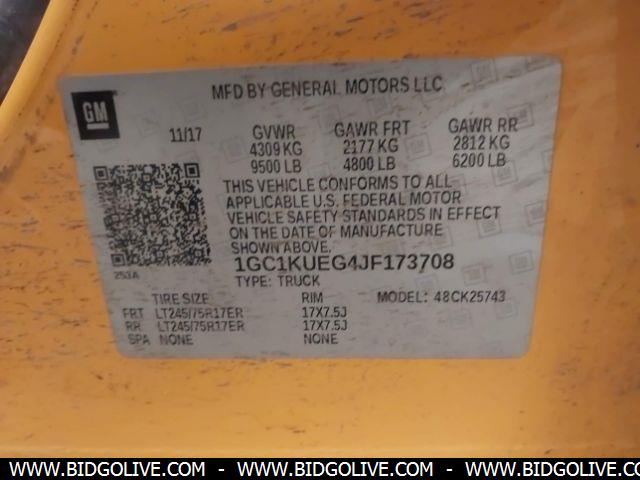 GM
MFD BY GENERAL MOTORS LLC
11/17 GVWR GAWR FRT GAWR RR
4309 KG 2177 KG 2812 KG
9500 LB 4800 LB 6200 LB
THIS VEHICLE CONFORMS TO ALL
APPLICABLE U.S. FEDERAL MOTOR
VEHICLE SAFETY STANDARDS IN EFFECT
ON THE DATE OF MANUFACTURE
SHOWN ABOVE.
253A
1GC1KUEG4JF173708
TYPE: TRUCK
TIRE SIZE RIM MODEL: 48CK25743
FRT LT245/75R17ER 17X7.5J
RR LT245/75R17ER 17X7.5J
SPA NONE NONE
www.BIDGOLIVE.com - www.BIDGOLIVE.com - www.BIDGOLIVE.com